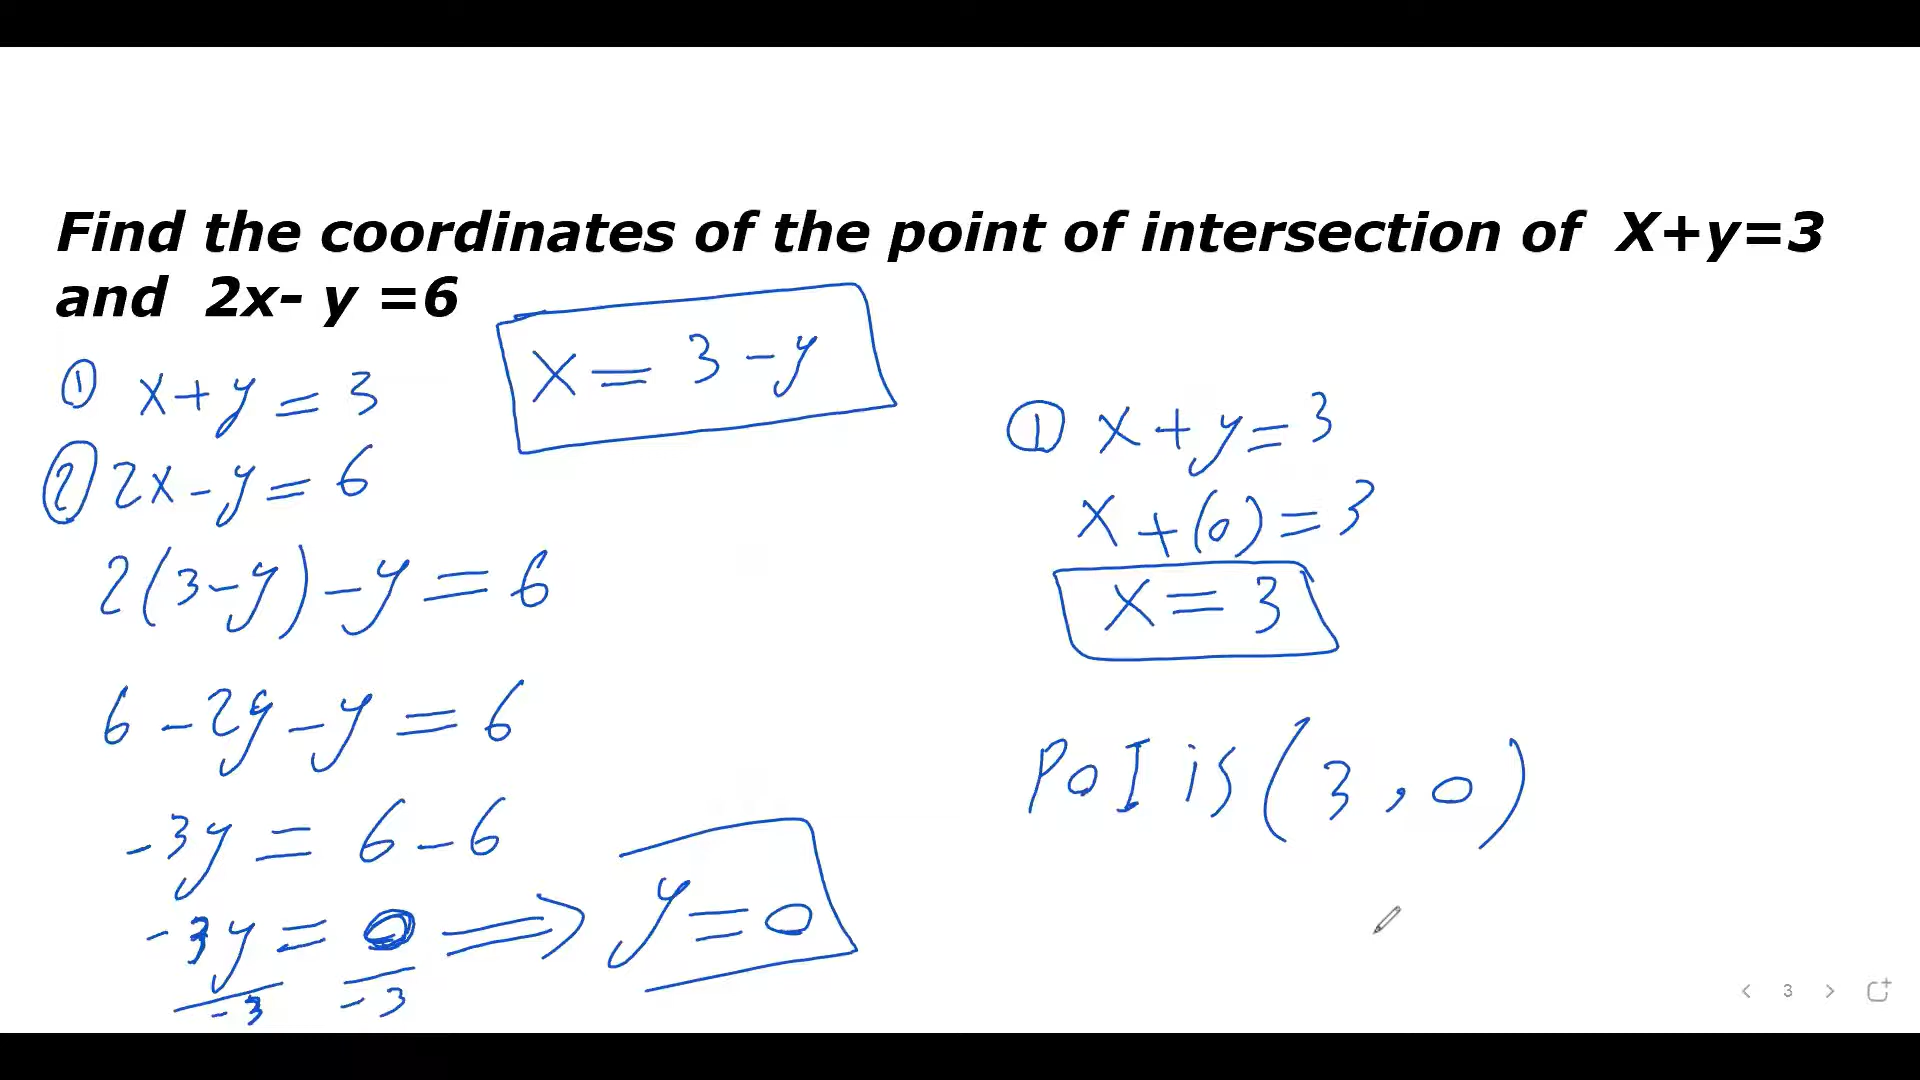 Find the coordinates of the point of intersection of X+y=3
and 2x- y =6
① x+y = 3
② 2x-y = 6
x = 3-y
2(3-y)-y = 6
6-2y-y = 6
-3y = 6-6
-3y = 0 ⟹ y=0
-3 -3
① x+y=3
x+(0)=3
x=3
PoI is (3,0)
< 3 >